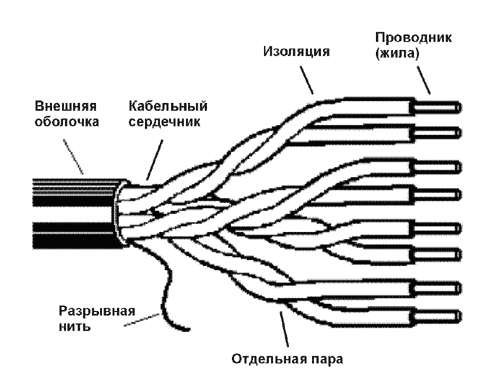 Изоляция
Проводник
(жила)
Внешняя
оболочка
Кабельный
сердечник
Разрывная
нить
Отдельная пара